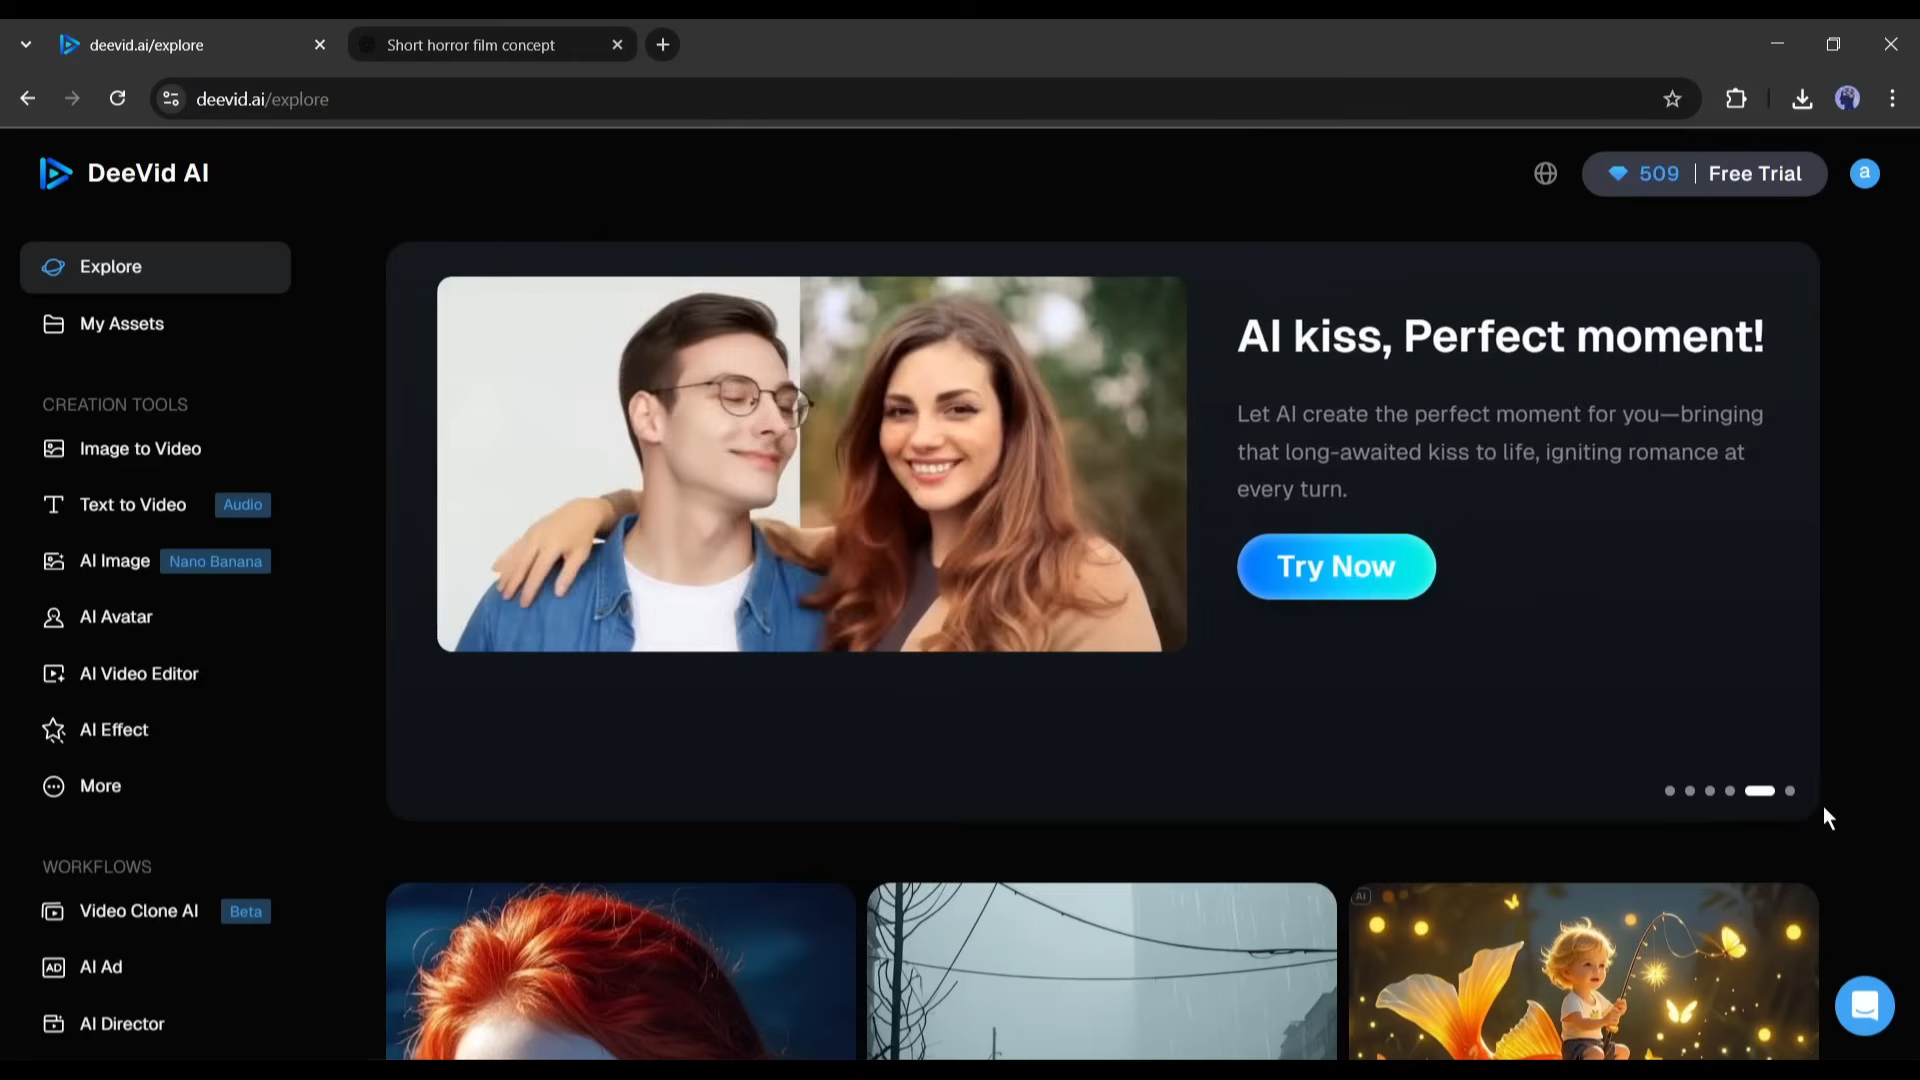 deevid.ai/explore
Short horror film concept
deevid.ai/explore
DeeVid AI
509 | Free Trial
a
Explore
My Assets
CREATION TOOLS
Image to Video
Text to Video Audio
AI Image Nano Banana
AI Avatar
AI Video Editor
AI Effect
More
WORKFLOWS
Video Clone AI Beta
AD AI Ad
AI Director
AI kiss, Perfect moment!
Let AI create the perfect moment for you—bringing
that long-awaited kiss to life, igniting romance at
every turn.
Try Now
AI